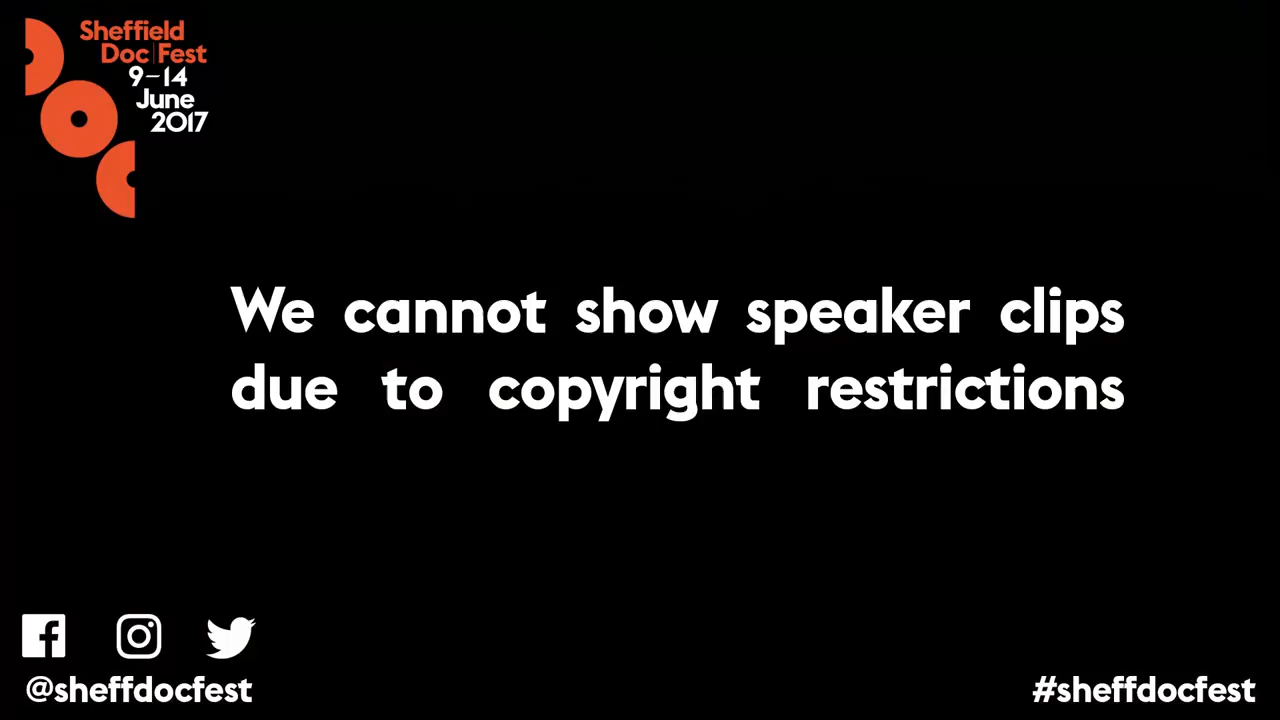 Sheffield
Doc|Fest
9–14
June
2017
We cannot show speaker clips
due to copyright restrictions
@sheffdocfest
#sheffdocfest